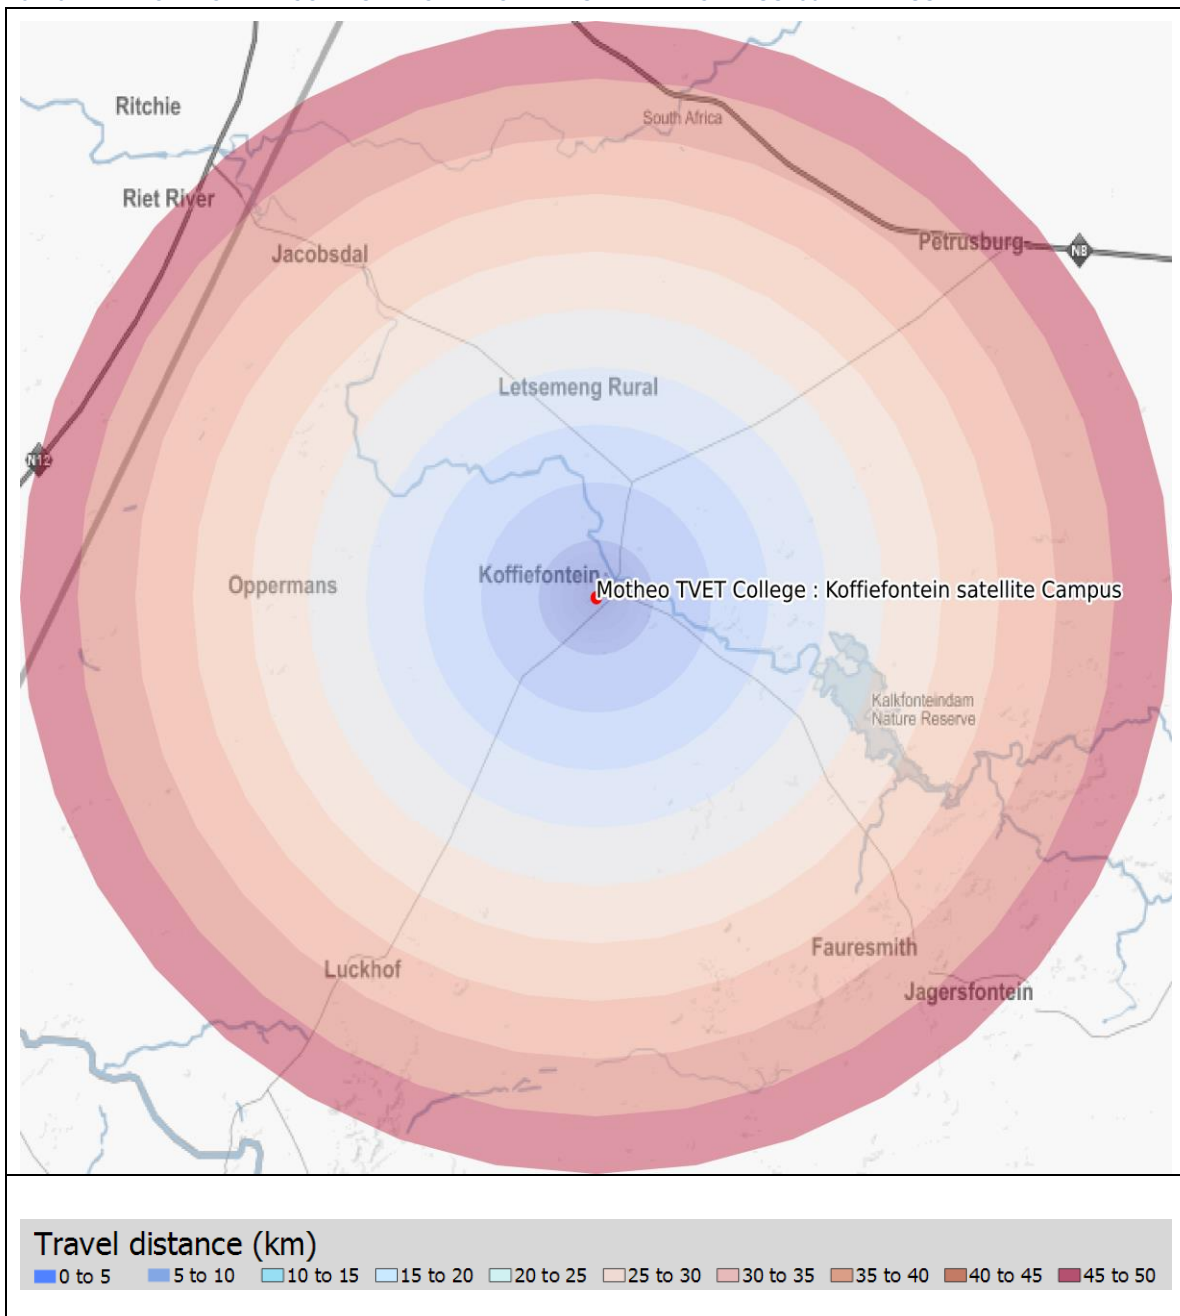 Ritchie
South Africa
Riet River
Petrusburg
N8
Jacobsdal
Letsemeng Rural
N12
Koffiefontein
Oppermans
Motheo TVET College : Koffiefontein satellite Campus
Kalkfonteindam
Nature Reserve
Fauresmith
Luckhof
Jagersfontein
Travel distance (km)
0 to 5 5 to 10 10 to 15 15 to 20 20 to 25 25 to 30 30 to 35 35 to 40 40 to 45 45 to 50